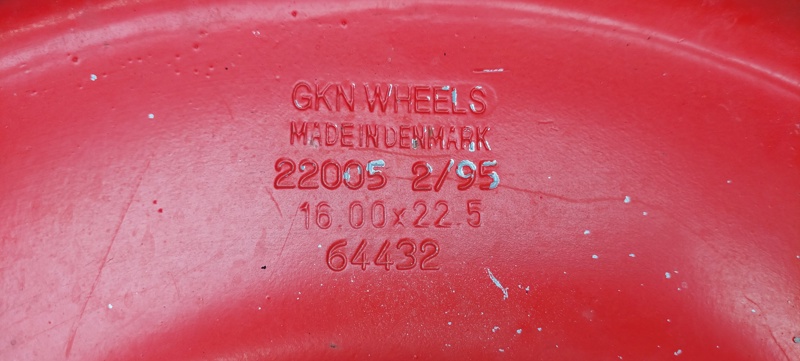 GKN WHEELS
MADE IN DENMARK
22005 2/95
16.00x22.5
64432